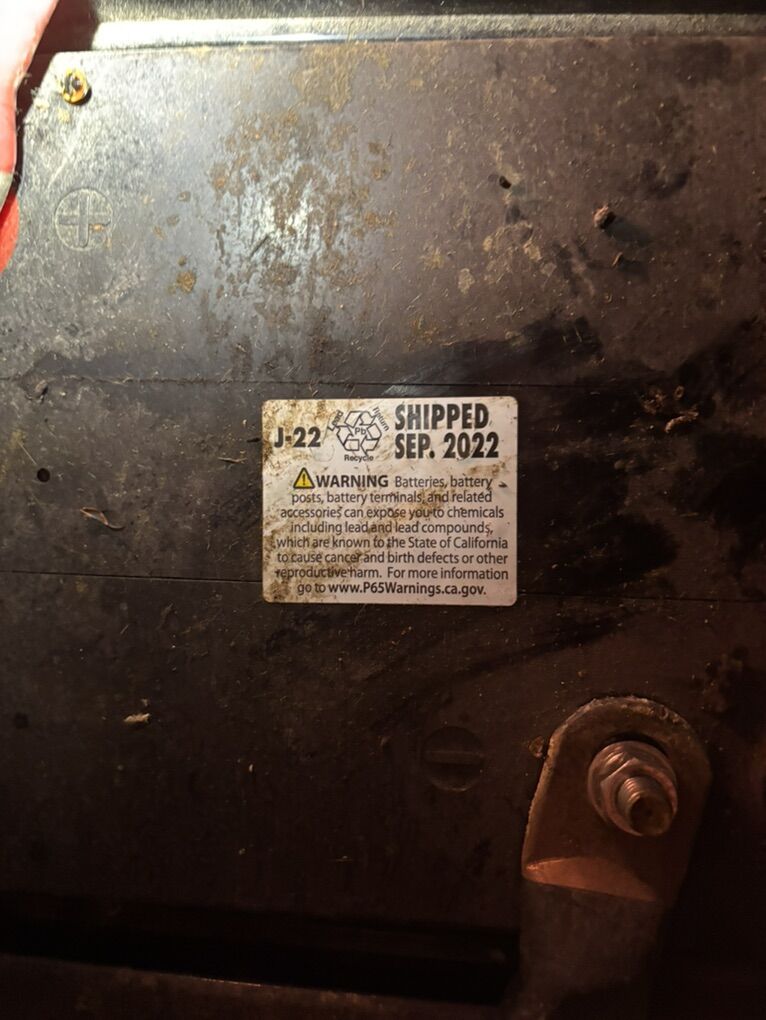 J-22
Pb
Recycle
SHIPPED
SEP. 2022
WARNING Batteries, battery
posts, battery terminals, and related
accessories can expose you to chemicals
including lead and lead compounds,
which are known to the State of California
to cause cancer and birth defects or other
reproductive harm. For more information
go to www.P65Warnings.ca.gov.